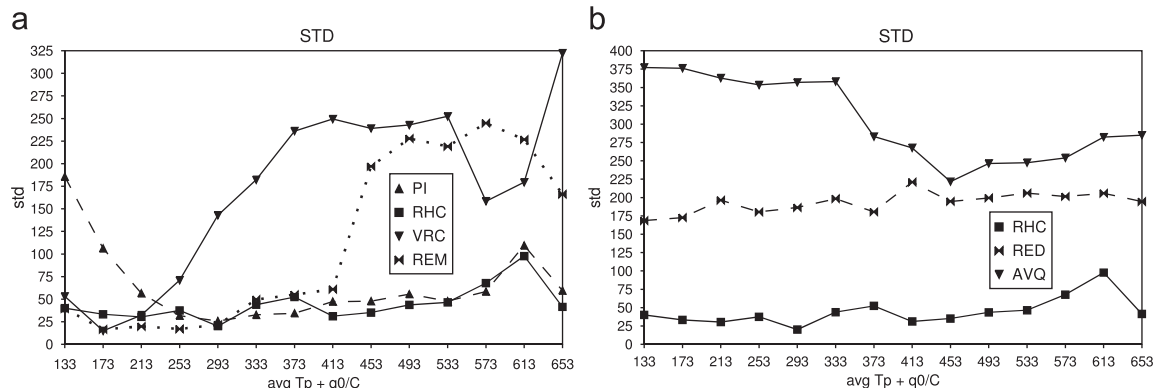 a
STD
325
300
275
250
225
200
175
150
125
100
75
50
25
0
std
PI
RHC
VRC
REM
133 173 213 253 293 333 373 413 453 493 533 573 613 653
avg Tp + q0/C
b
STD
400
375
350
325
300
275
250
225
200
175
150
125
100
75
50
25
0
std
RHC
RED
AVQ
133 173 213 253 293 333 373 413 453 493 533 573 613 653
avg Tp + q0/C